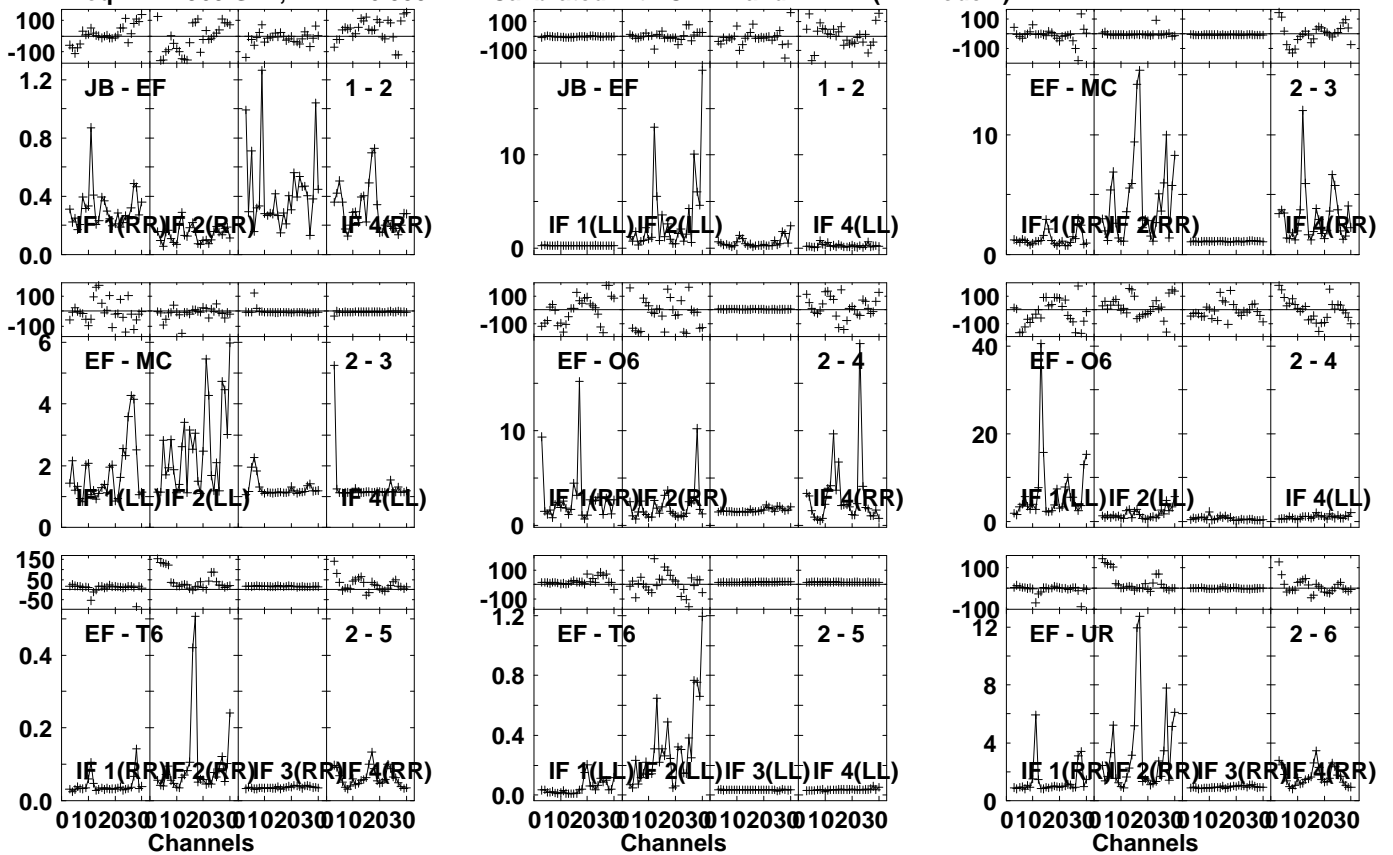 100
-100
1.2
0.8
0.4
0.0
JB - EF
1 - 2
IF 1(RR)
IF 2(RR)
IF 4(RR)
100
-100
10
0
JB - EF
1 - 2
IF 2(LL)
IF 4(LL)
100
-100
10
0
EF - MC
2 - 3
IF 1(RR)
IF 2(RR)
IF 4(RR)
100
-100
6
4
2
0
EF - MC
2 - 3
IF 1(LL)
IF 2(LL)
IF 4(LL)
100
-100
10
0
EF - O6
2 - 4
IF 1(RR)
IF 2(RR)
IF 4(RR)
100
-100
40
20
0
EF - O6
2 - 4
IF 1(LL)
IF 2(LL)
IF 4(LL)
150
50
-50
0.4
0.2
0.0
EF - T6
2 - 5
IF 1(RR)
IF 2(RR)
IF 3(RR)
IF 4(RR)
0102030 0102030
Channels
100
-100
1.2
0.8
0.4
0.0
EF - T6
2 - 5
IF 1(LL)
IF 2(LL)
IF 3(LL)
IF 4(LL)
0102030 0102030
Channels
100
-100
12
8
4
0
EF - UR
2 - 6
IF 1(RR)
IF 2(RR)
IF 3(RR)
IF 4(RR)
0102030 0102030
Channels